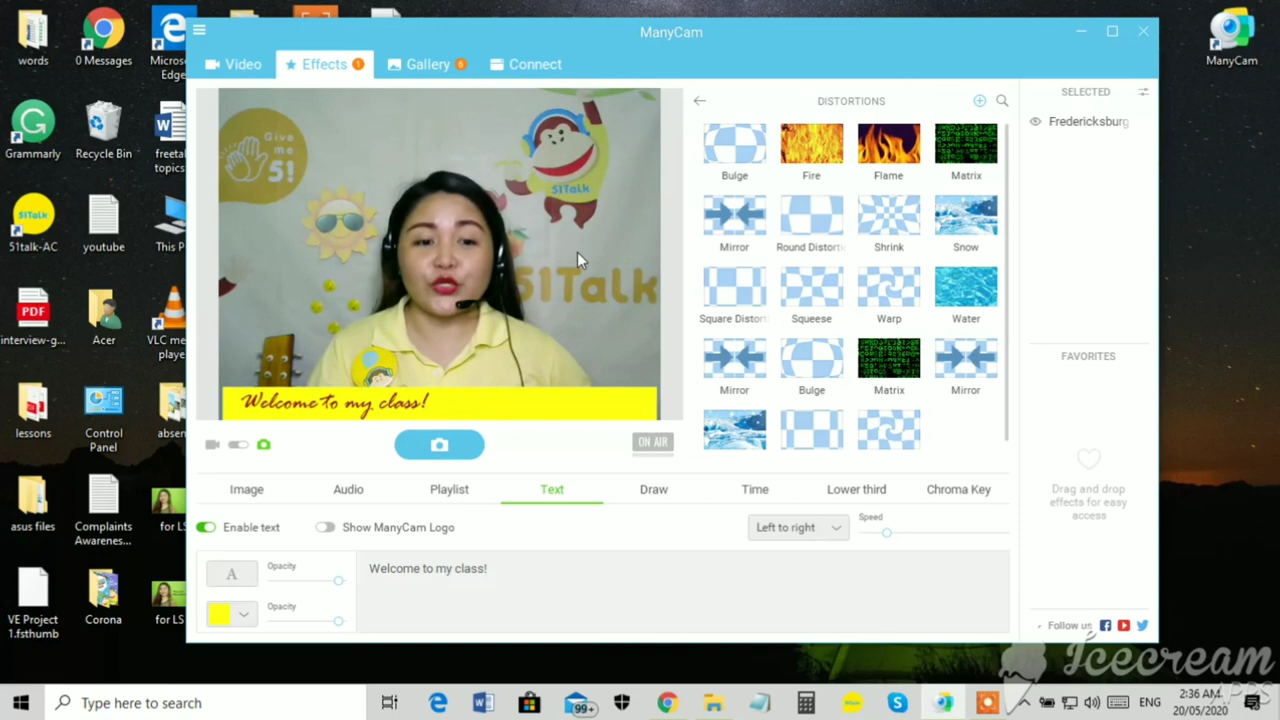 words
0 Messages
Microsoft
Edge
Grammarly
Recycle Bin
freetalk
topics
51Talk
51talk-AC
youtube
This P
PDF
interview-g...
Acer
VLC me
playe
lessons
Control
Panel
absen
asus files
Complaints
Awarenes...
for LS
VE Project
1.fsthumb
Corona
for LS
ManyCam
ManyCam
Video
Effects 1
Gallery 6
Connect
Give
me
5!
51Talk
51Talk
Welcome to my class!
ON AIR
DISTORTIONS
Bulge
Fire
Flame
Matrix
Mirror
Round Distorti
Shrink
Snow
Square Distorti
Squeese
Warp
Water
Mirror
Bulge
Matrix
Mirror
SELECTED
Fredericksburg
FAVORITES
Drag and drop
effects for easy
access
Follow us
Image
Audio
Playlist
Text
Draw
Time
Lower third
Chroma Key
Enable text
Show ManyCam Logo
Left to right
Speed
A
Opacity
Opacity
Welcome to my class!
Icecream
APPS
Type here to search
99+
ENG
2:36 AM
20/05/2020